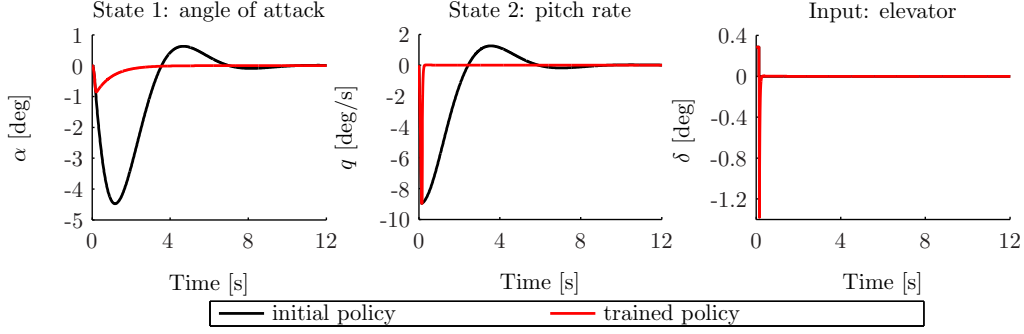 State 1: angle of attack
State 2: pitch rate
Input: elevator
α [deg]
1
0
-1
-2
-3
-4
-5
0
4
8
12
Time [s]
q [deg/s]
2
0
-2
-4
-6
-8
-10
0
4
8
12
Time [s]
δ [deg]
0.4
0
-0.4
-0.8
-1.2
0
4
8
12
Time [s]
initial policy
trained policy